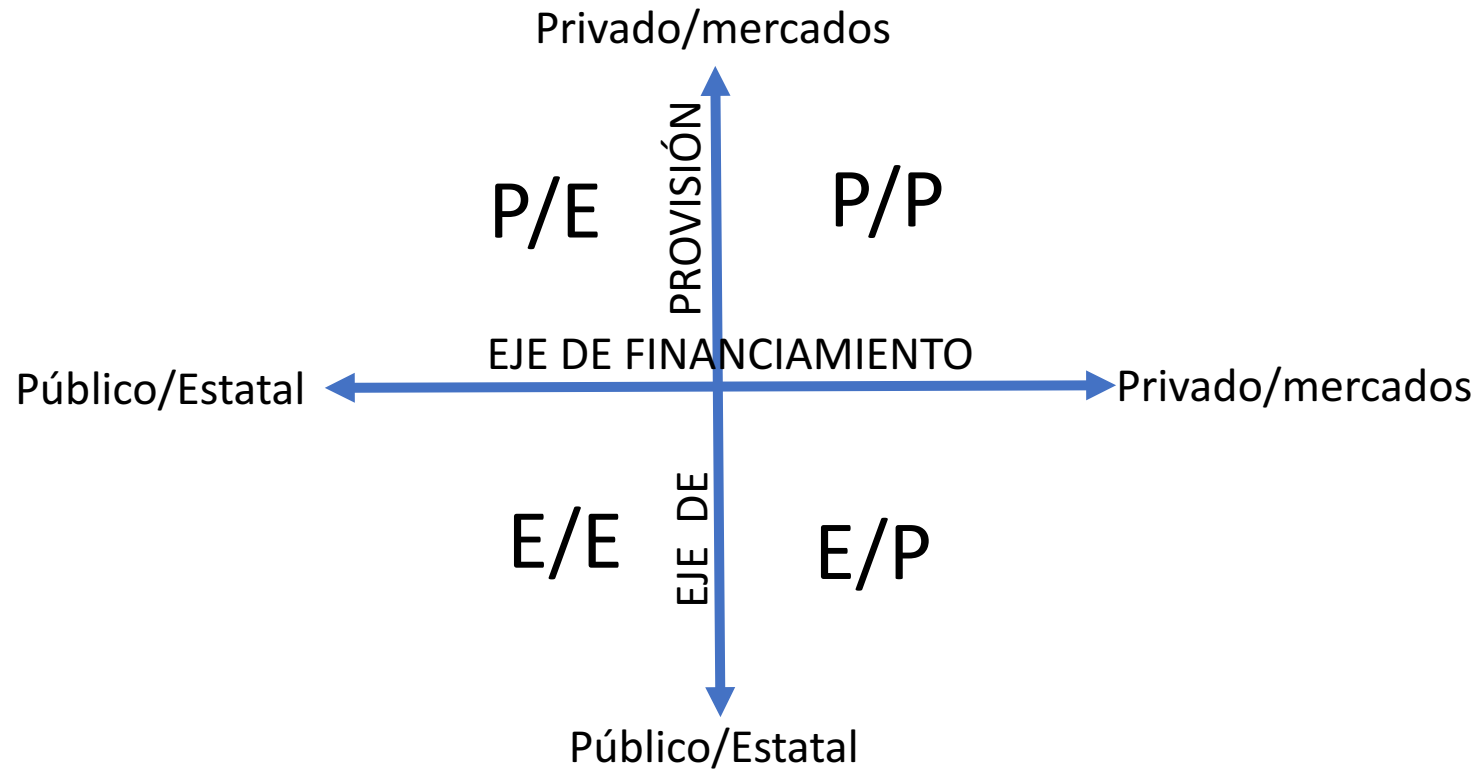 Privado/mercados
PROVISIÓN
P/E
P/P
EJE DE FINANCIAMIENTO
Público/Estatal
Privado/mercados
EJE DE
E/E
E/P
Público/Estatal